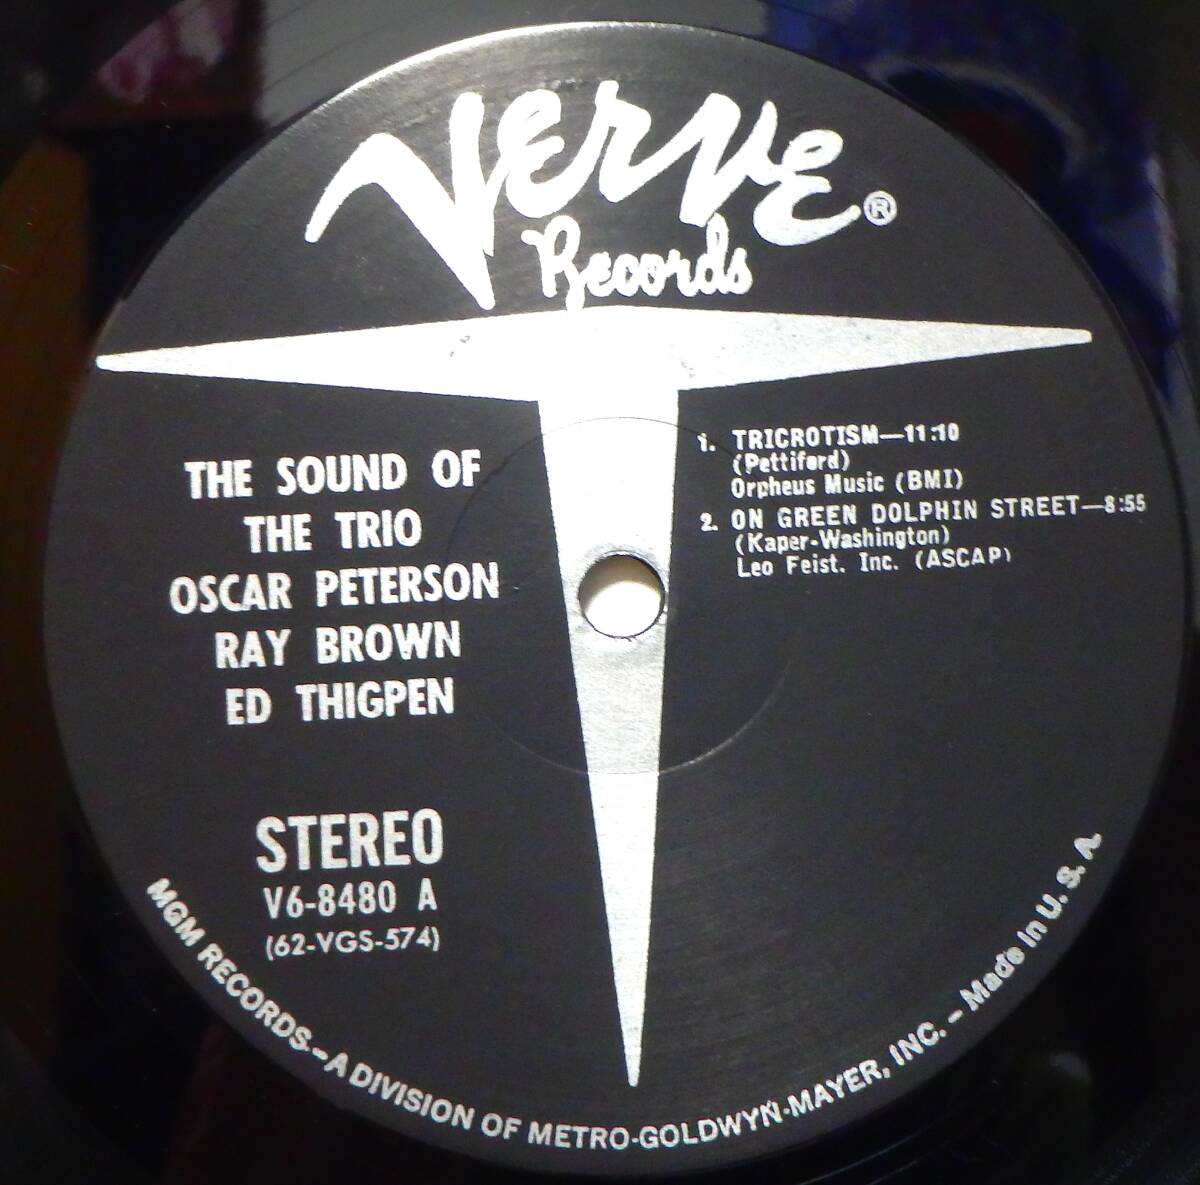 Verve ®
Records
THE SOUND OF
THE TRIO
OSCAR PETERSON
RAY BROWN
ED THIGPEN
STEREO
V6-8480 A
(62-VGS-574)
1. TRICROTISM—11:10
(Pettiford)
Orpheus Music (BMI)
2. ON GREEN DOLPHIN STREET—8:55
(Kaper-Washington)
Leo Feist. Inc. (ASCAP)
MGM RECORDS.—A DIVISION OF METRO-GOLDWYN-MAYER, INC. – Made in U. S. A.